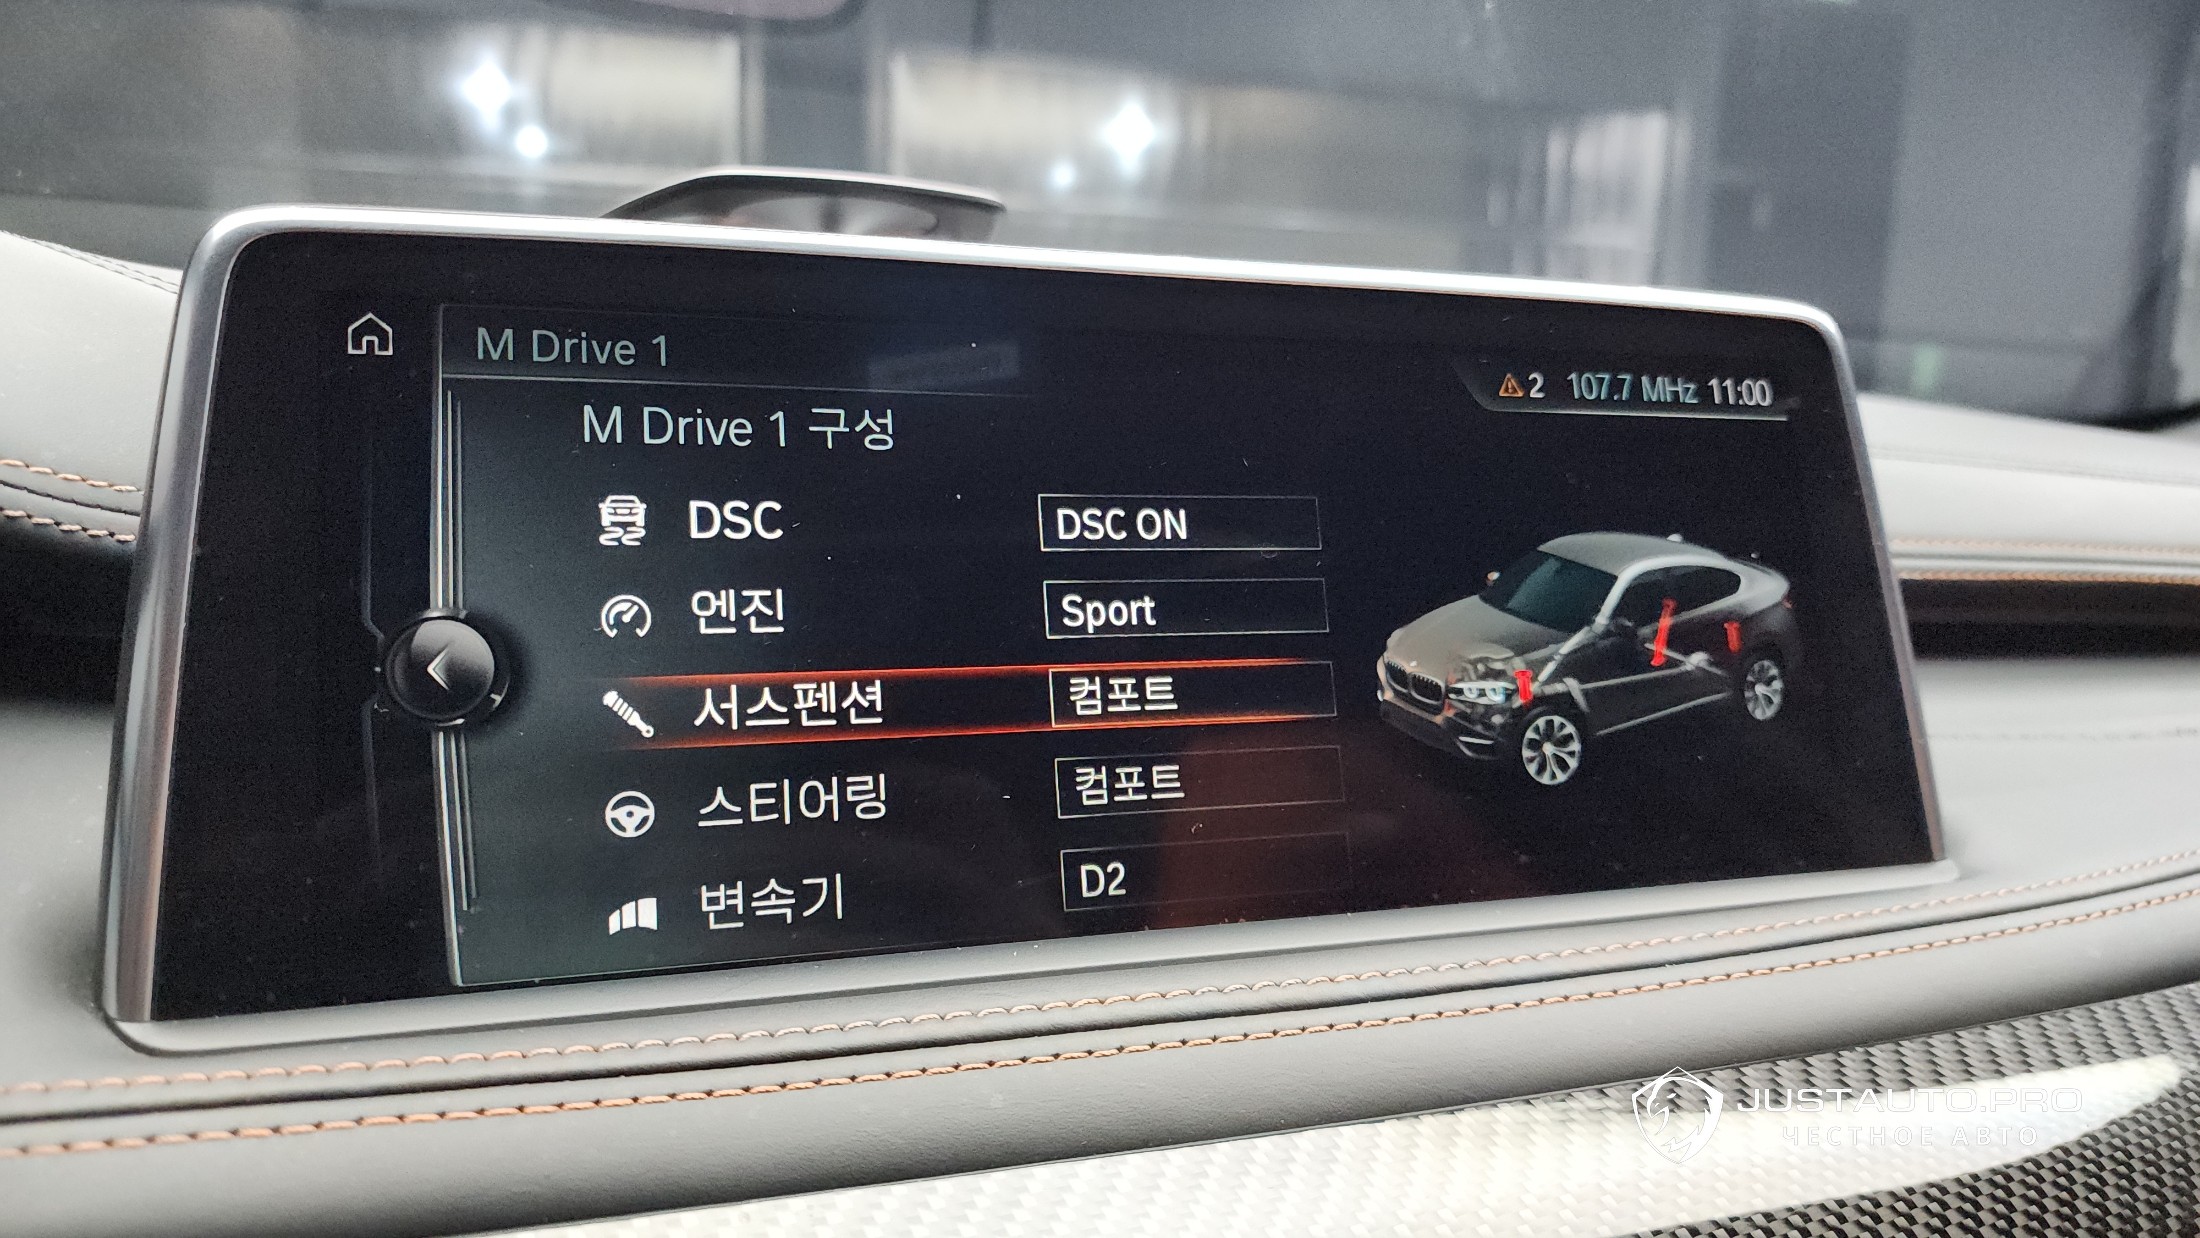 M Drive 1
2 107.7 MHz 11:00
M Drive 1 구성
DSC DSC ON
엔진 Sport
서스펜션 컴포트
스티어링 컴포트
변속기 D2
JUSTAUTO.PRO
ЧЕСТНОЕ АВТО